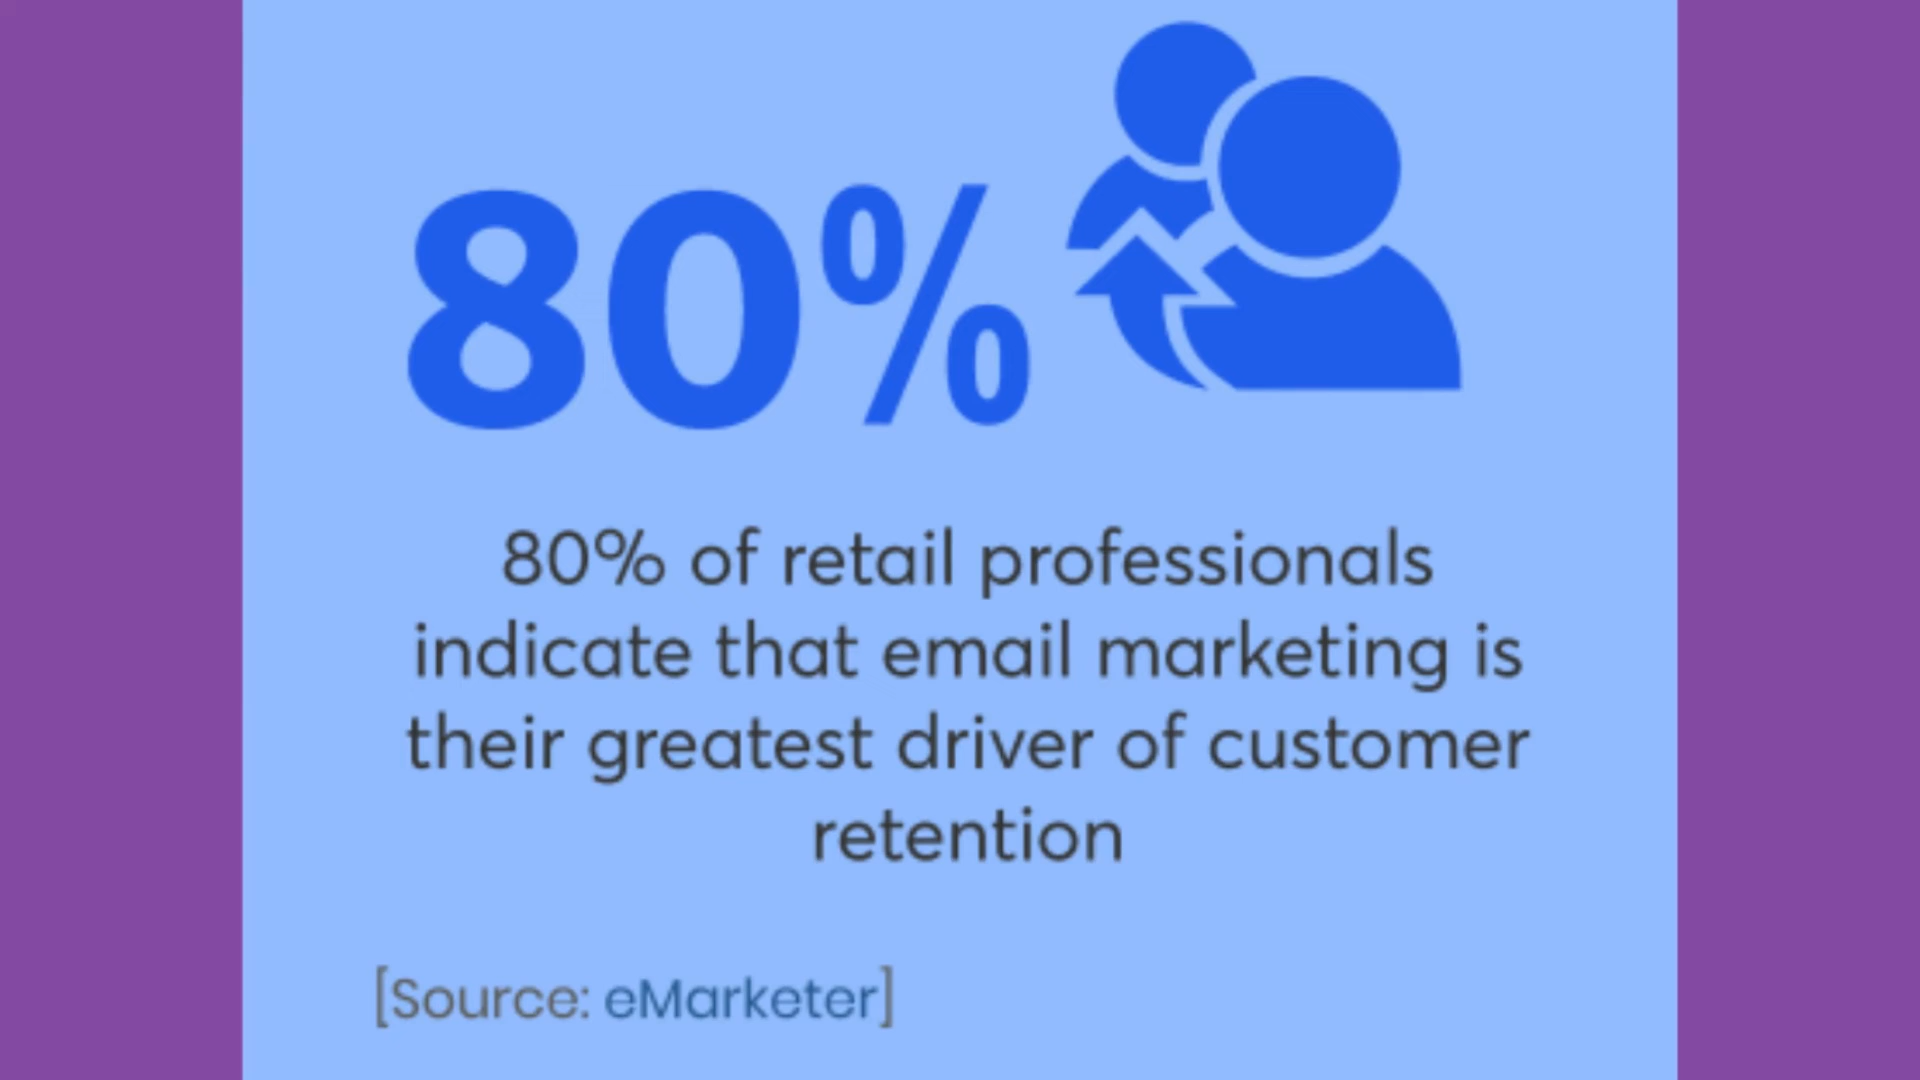 80%
80% of retail professionals
indicate that email marketing is
their greatest driver of customer
retention
[Source: eMarketer]